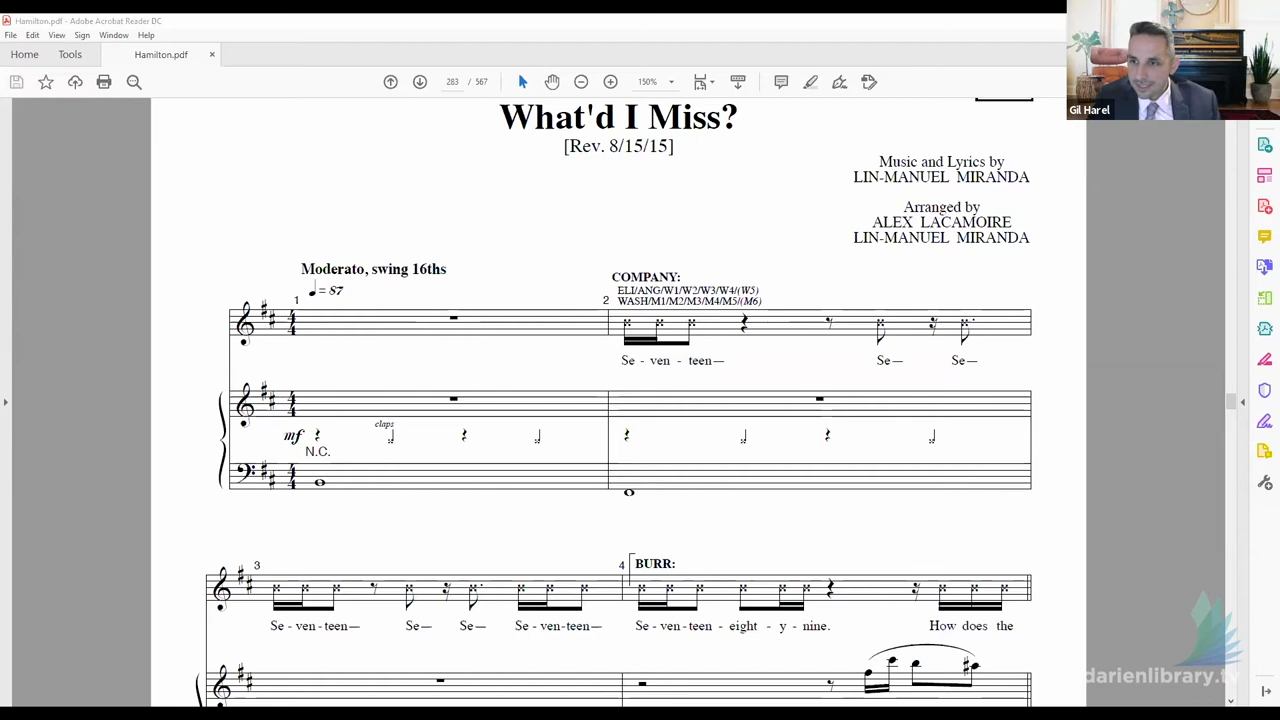 Hamilton.pdf - Adobe Acrobat Reader DC
File Edit View Sign Window Help
Home Tools Hamilton.pdf ×
283 / 567 150%
Gil Harel
What'd I Miss?
[Rev. 8/15/15]
Music and Lyrics by
LIN-MANUEL MIRANDA
Arranged by
ALEX LACAMOIRE
LIN-MANUEL MIRANDA
Moderato, swing 16ths
= 87
COMPANY:
ELI/ANG/W1/W2/W3/W4/(W5)
WASH/M1/M2/M3/M4/M5/(M6)
1 2
4 4
Se - ven - teen— Se— Se—
claps
mf
N.C.
3 4 BURR:
Se - ven - teen— Se— Se— Se - ven - teen— Se - ven - teen - eight - y - nine. How does the
darienlibrary.tv